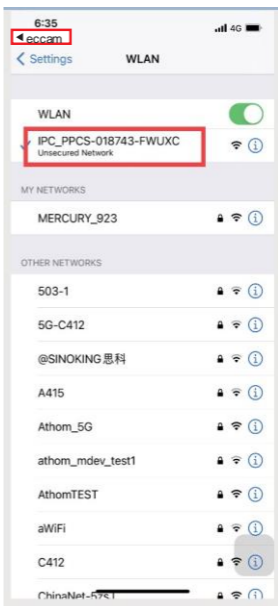 6:35
4G
◀eccam
Settings
WLAN
WLAN
IPC_PPCS-018743-FWUXC
Unsecured Network
MY NETWORKS
MERCURY_923
OTHER NETWORKS
503-1
5G-C412
@SINOKING思科
A415
Athom_5G
athom_mdev_test1
AthomTEST
aWiFi
C412